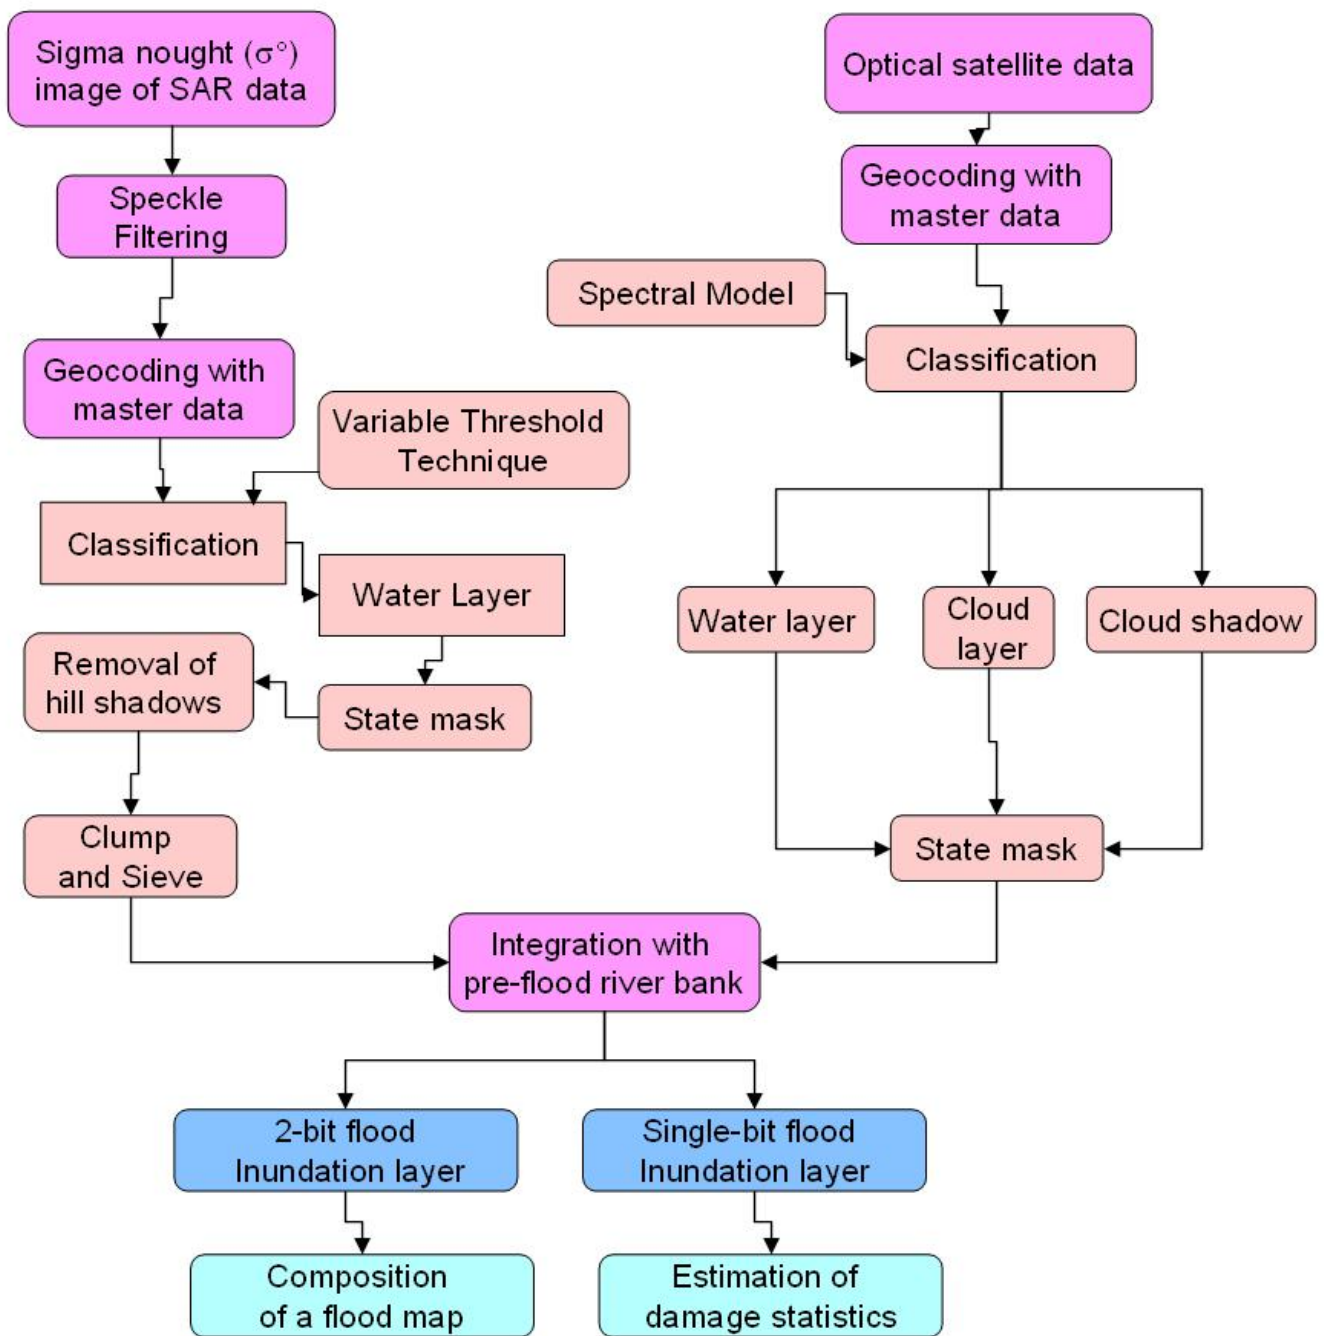 Sigma nought (σ°)
image of SAR data
Optical satellite data
Speckle
Filtering
Geocoding with
master data
Spectral Model
Geocoding with
master data
Classification
Variable Threshold
Technique
Classification
Water Layer
Water layer
Cloud
layer
Cloud shadow
Removal of
hill shadows
State mask
Clump
and Sieve
State mask
Integration with
pre-flood river bank
2-bit flood
Inundation layer
Single-bit flood
Inundation layer
Composition
of a flood map
Estimation of
damage statistics